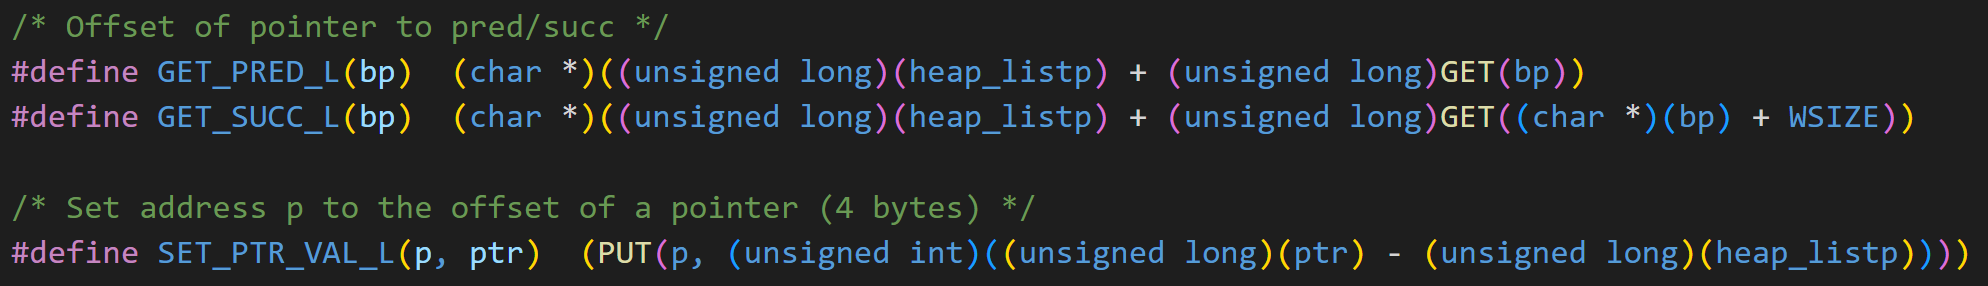 /* Offset of pointer to pred/succ */
#define GET_PRED_L(bp)  (char *)((unsigned long)(heap_listp) + (unsigned long)GET(bp))
#define GET_SUCC_L(bp)  (char *)((unsigned long)(heap_listp) + (unsigned long)GET((char *)(bp) + WSIZE))
/* Set address p to the offset of a pointer (4 bytes) */
#define SET_PTR_VAL_L(p, ptr)  (PUT(p, (unsigned int)((unsigned long)(ptr) - (unsigned long)(heap_listp))))